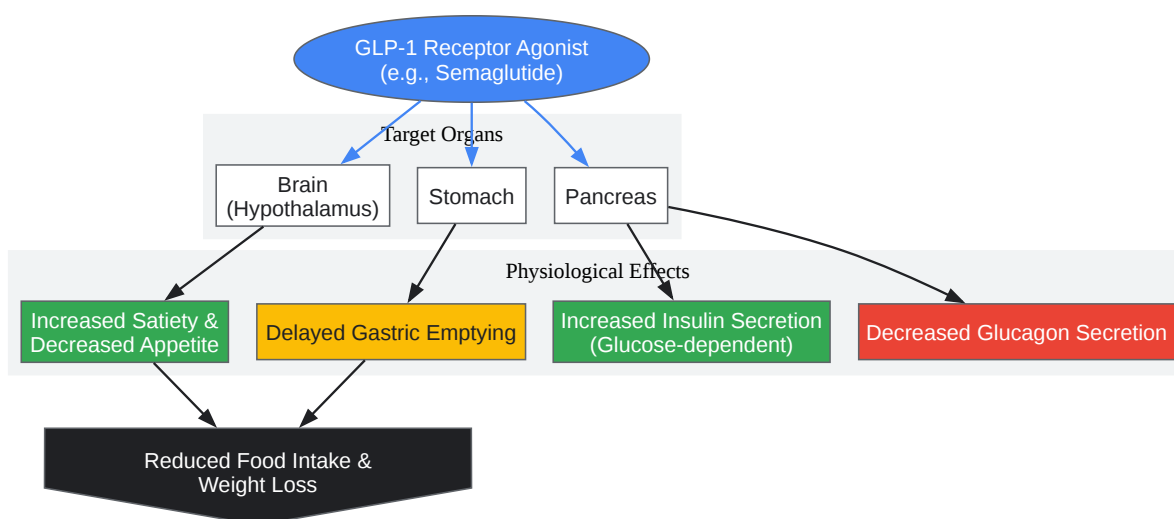 GLP-1 Receptor Agonist
(e.g., Semaglutide)
Target Organs
Brain
(Hypothalamus)
Stomach
Pancreas
Physiological Effects
Increased Satiety &
Decreased Appetite
Delayed Gastric Emptying
Increased Insulin Secretion
(Glucose-dependent)
Decreased Glucagon Secretion
Reduced Food Intake &
Weight Loss